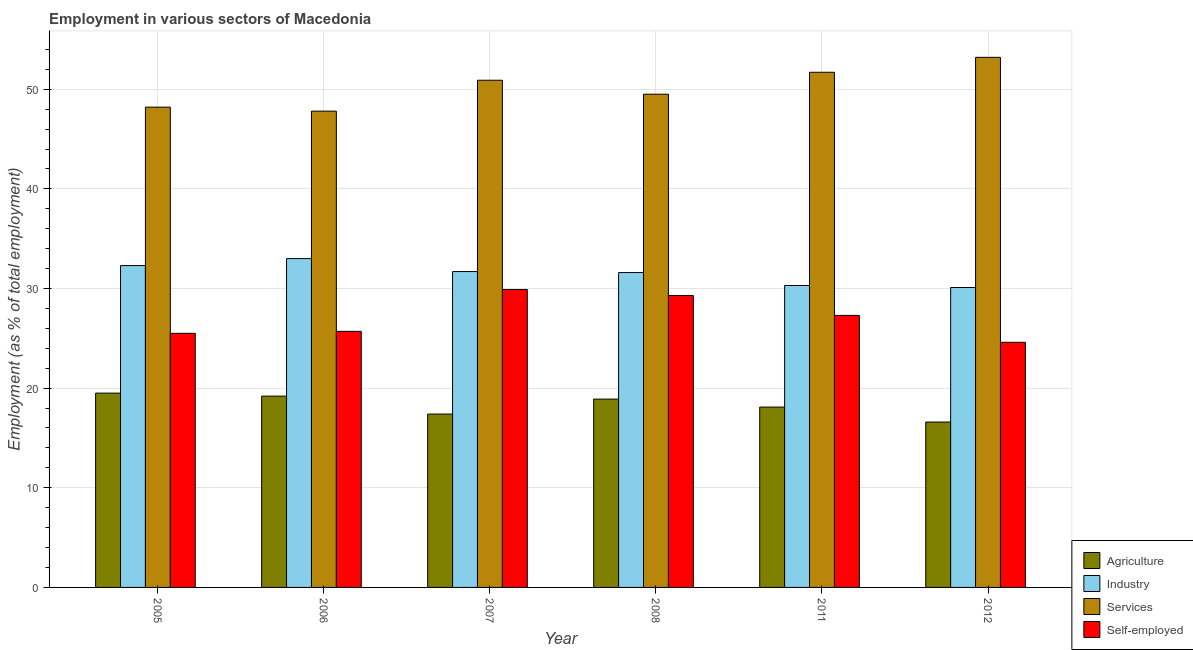 Employment in various sectors of Macedonia
Employment (as % of total employment)
50
40
30
20
10
0
2005
2006
2007
2008
2011
2012
Year
Agriculture
Industry
Services
Self-employed